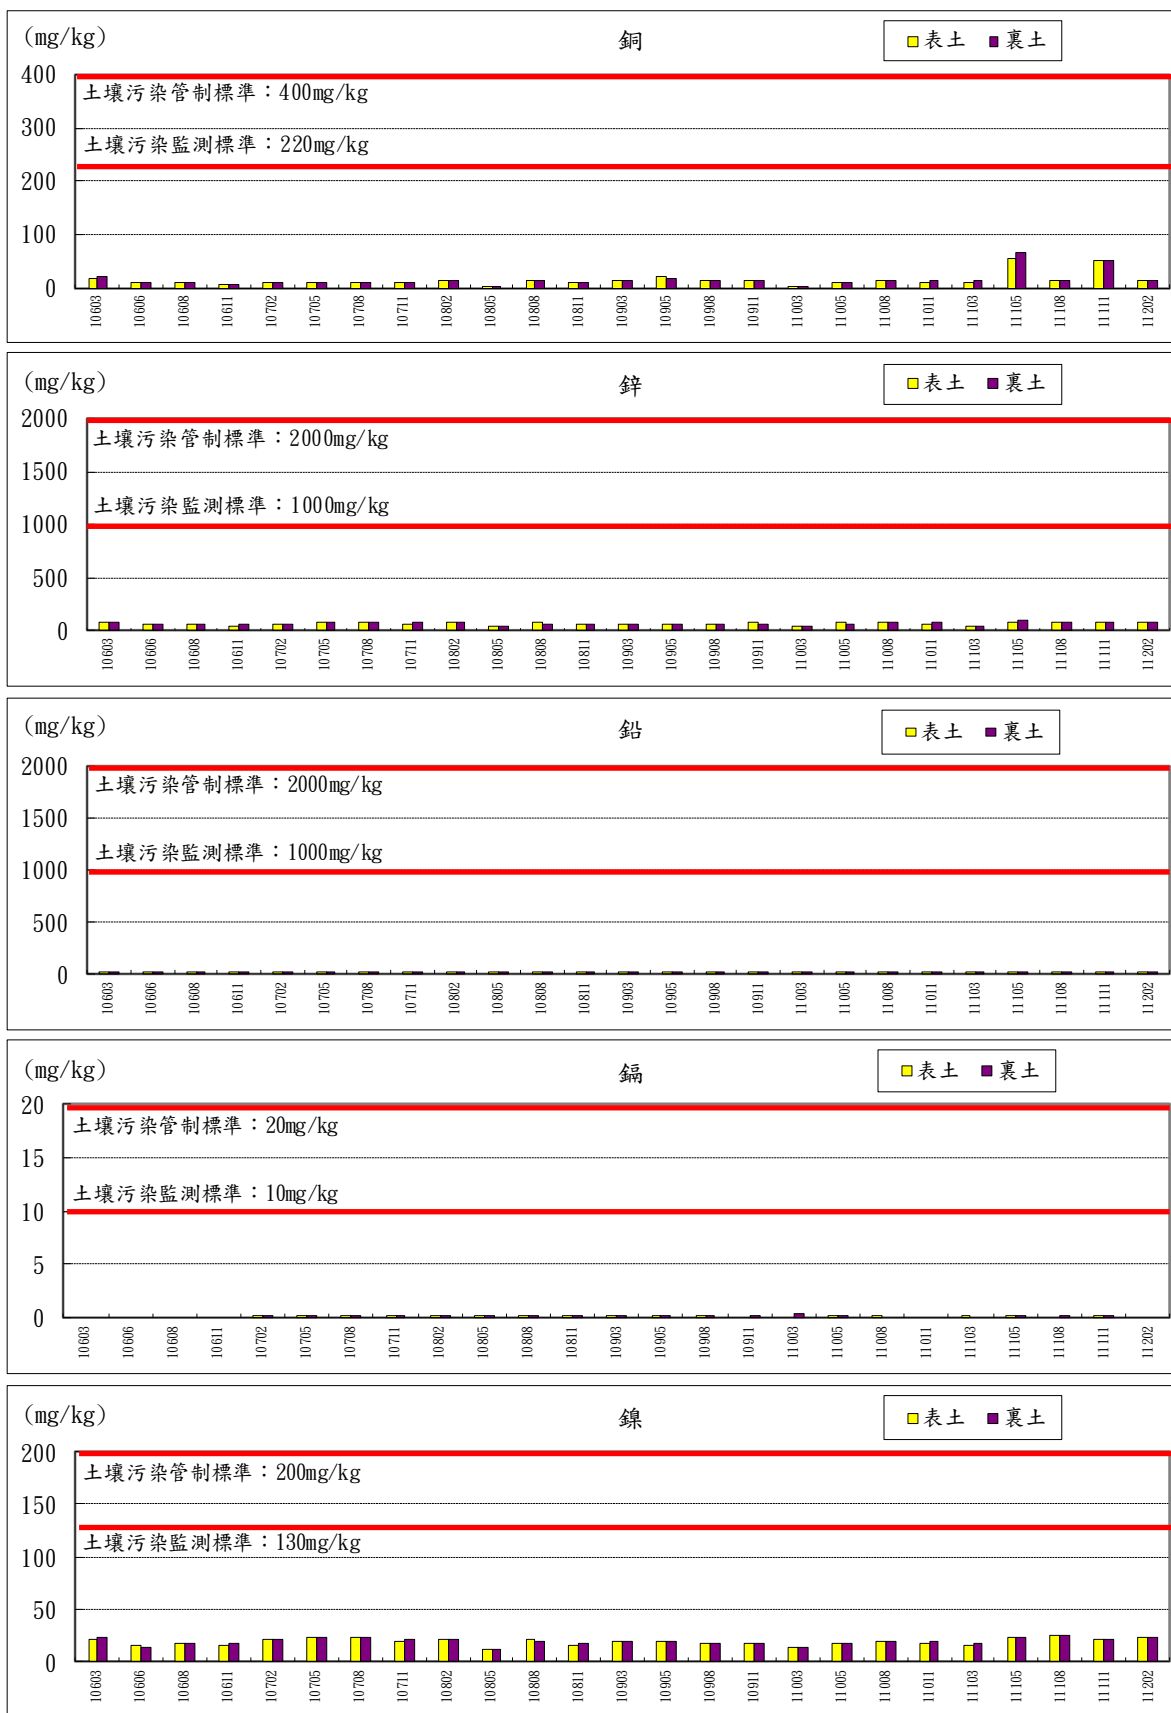 (mg/kg)
銅
表土 裏土
400
土壤污染管制標準：400mg/kg
300
土壤污染監測標準：220mg/kg
200
100
0
10603 10606 10608 10611 10702 10705 10708 10711 10802 10805 10808 10811 10903 10905 10908 10911 11003 11005 11008 11011 11103 11105 11108 11111 11202
(mg/kg)
鋅
表土 裏土
2000
土壤污染管制標準：2000mg/kg
1500
土壤污染監測標準：1000mg/kg
1000
500
0
10603 10606 10608 10611 10702 10705 10708 10711 10802 10805 10808 10811 10903 10905 10908 10911 11003 11005 11008 11011 11103 11105 11108 11111 11202
(mg/kg)
鉛
表土 裏土
2000
土壤污染管制標準：2000mg/kg
1500
土壤污染監測標準：1000mg/kg
1000
500
0
10603 10606 10608 10611 10702 10705 10708 10711 10802 10805 10808 10811 10903 10905 10908 10911 11003 11005 11008 11011 11103 11105 11108 11111 11202
(mg/kg)
鎘
表土 裏土
20
土壤污染管制標準：20mg/kg
15
土壤污染監測標準：10mg/kg
10
5
0
10603 10606 10608 10611 10702 10705 10708 10711 10802 10805 10808 10811 10903 10905 10908 10911 11003 11005 11008 11011 11103 11105 11108 11111 11202
(mg/kg)
鎳
表土 裏土
200
土壤污染管制標準：200mg/kg
150
土壤污染監測標準：130mg/kg
100
50
0
10603 10606 10608 10611 10702 10705 10708 10711 10802 10805 10808 10811 10903 10905 10908 10911 11003 11005 11008 11011 11103 11105 11108 11111 11202